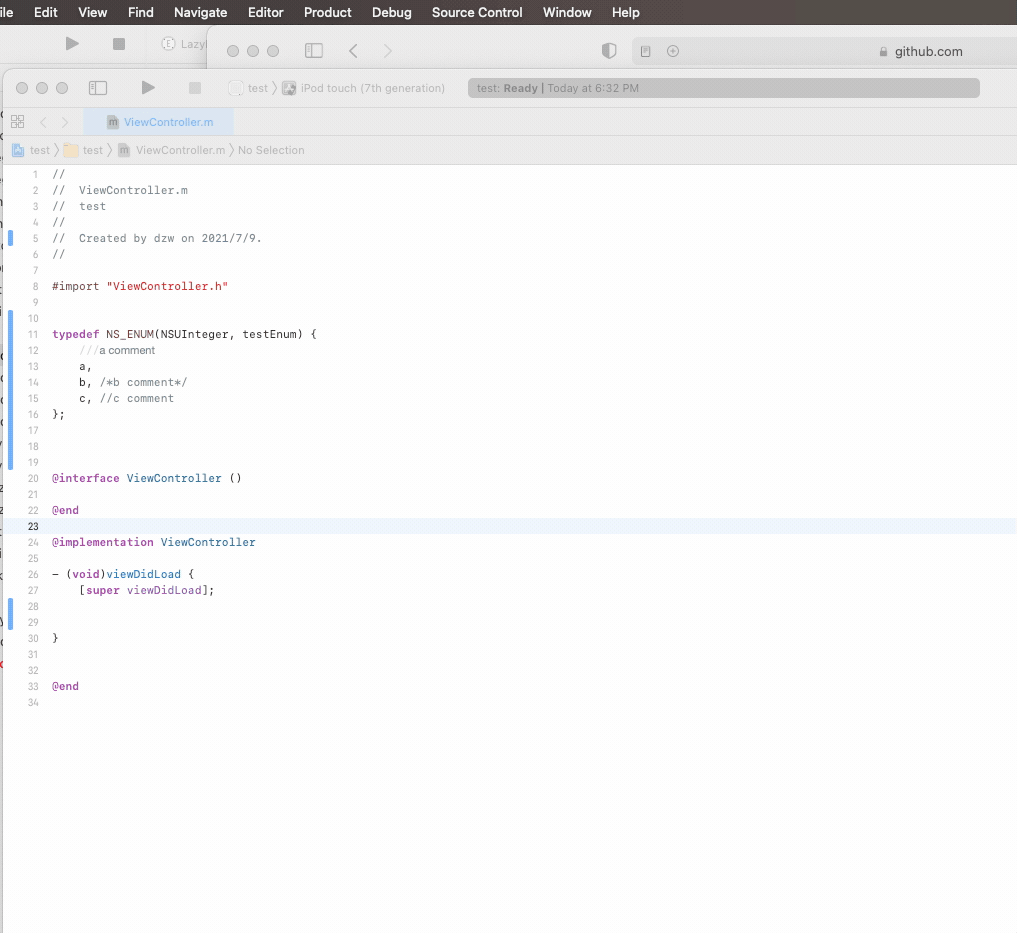 ile Edit View Find Navigate Editor Product Debug Source Control Window Help
Lazyl
github.com
test 〉 iPod touch (7th generation) test: Ready | Today at 6:32 PM
ViewController.m
test 〉 test 〉 ViewController.m 〉 No Selection
1 //
2 //  ViewController.m
3 //  test
4 //
5 //  Created by dzw on 2021/7/9.
6 //
7
8 #import "ViewController.h"
9
10
11 typedef NS_ENUM(NSUInteger, testEnum) {
12     ///a comment
13     a,
14     b, /*b comment*/
15     c, //c comment
16 };
17
18
19
20 @interface ViewController ()
21
22 @end
23
24 @implementation ViewController
25
26 - (void)viewDidLoad {
27     [super viewDidLoad];
28
29
30 }
31
32
33 @end
34